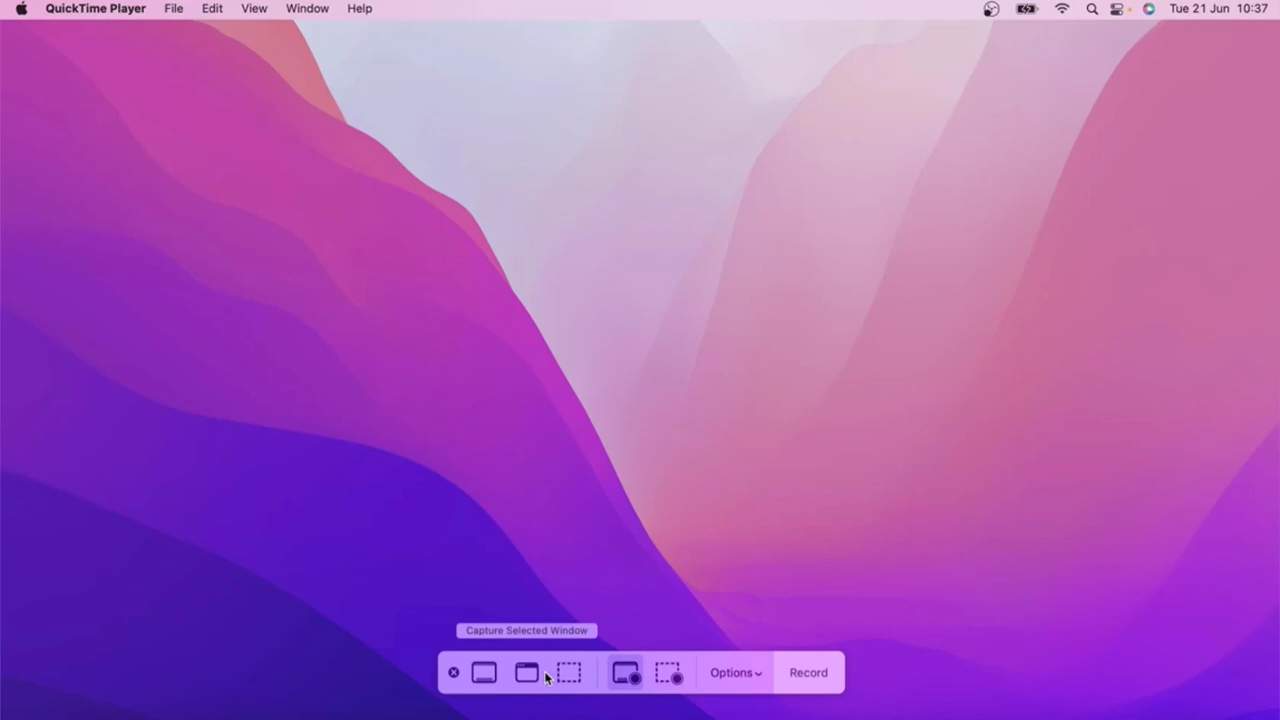 QuickTime Player File Edit View Window Help Tue 21 Jun 10:37
Capture Selected Window
Options Record